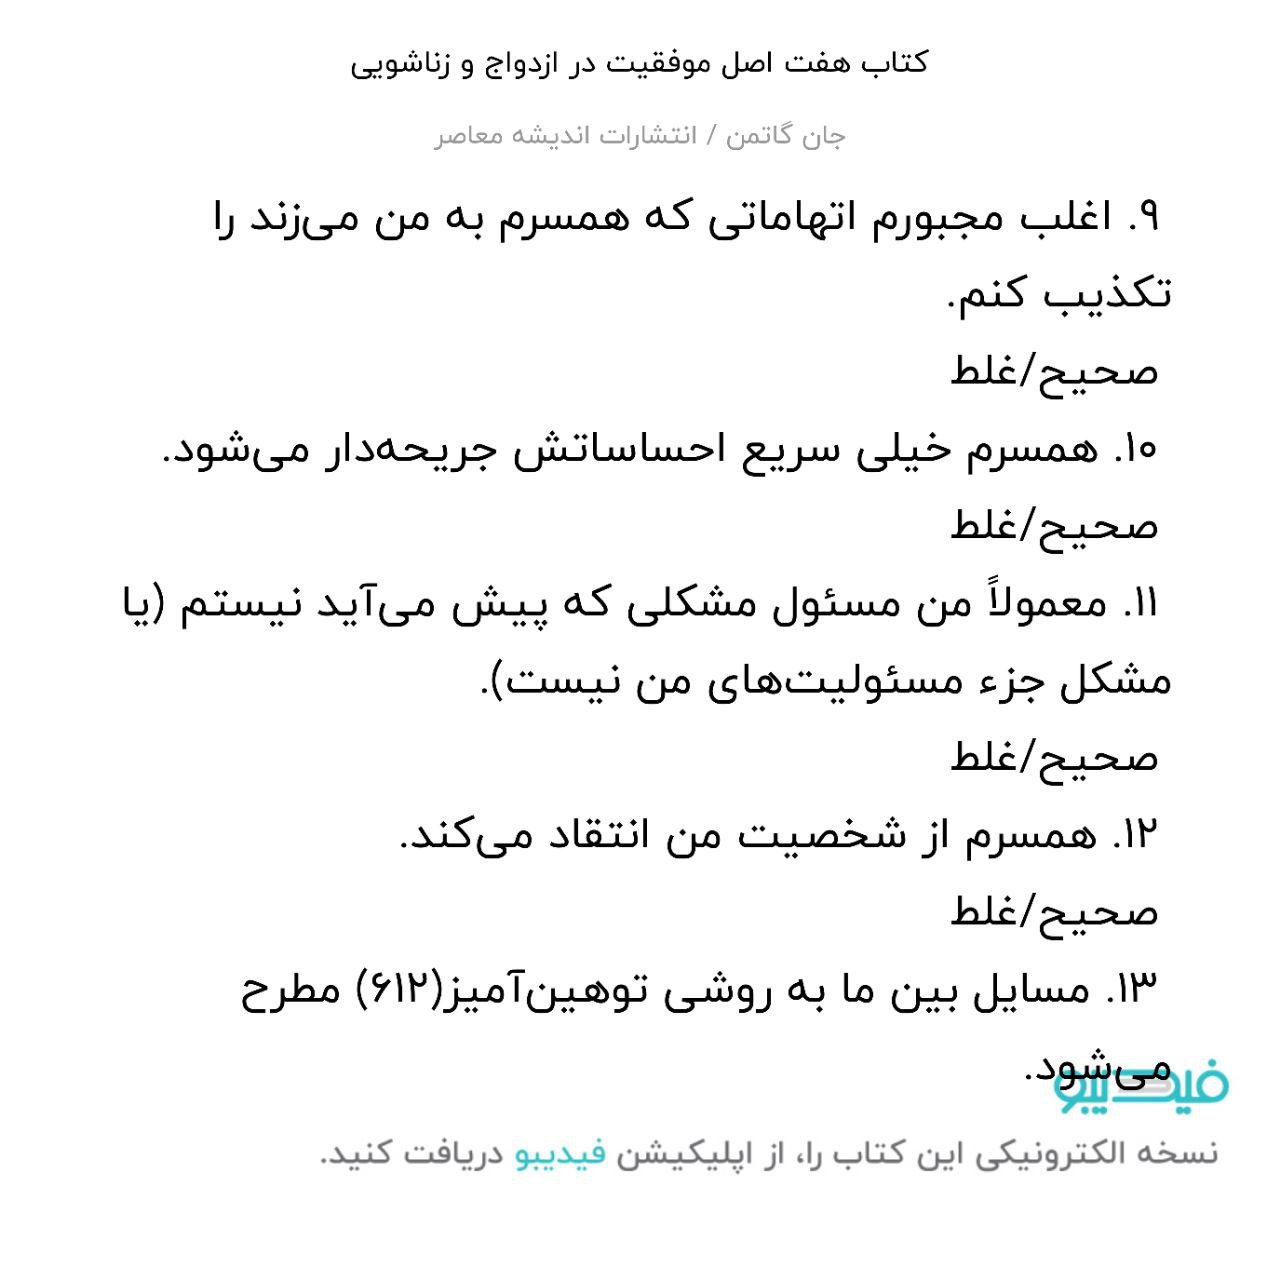 کتاب هفت اصل موفقیت در ازدواج و زناشویی
جان گاتمن / انتشارات اندیشه معاصر
۹. اغلب مجبورم اتهاماتی که همسرم به من می‌زند را
تکذیب کنم.
صحیح/غلط
۱۰. همسرم خیلی سریع احساساتش جریحه‌دار می‌شود.
صحیح/غلط
۱۱. معمولاً من مسئول مشکلی که پیش می‌آید نیستم (یا
مشکل جزء مسئولیت‌های من نیست).
صحیح/غلط
۱۲. همسرم از شخصیت من انتقاد می‌کند.
صحیح/غلط
۱۳. مسایل بین ما به روشی توهین‌آمیز(۶۱۲) مطرح
می‌شود.
فیدیبو
نسخه الکترونیکی این کتاب را، از اپلیکیشن فیدیبو دریافت کنید.